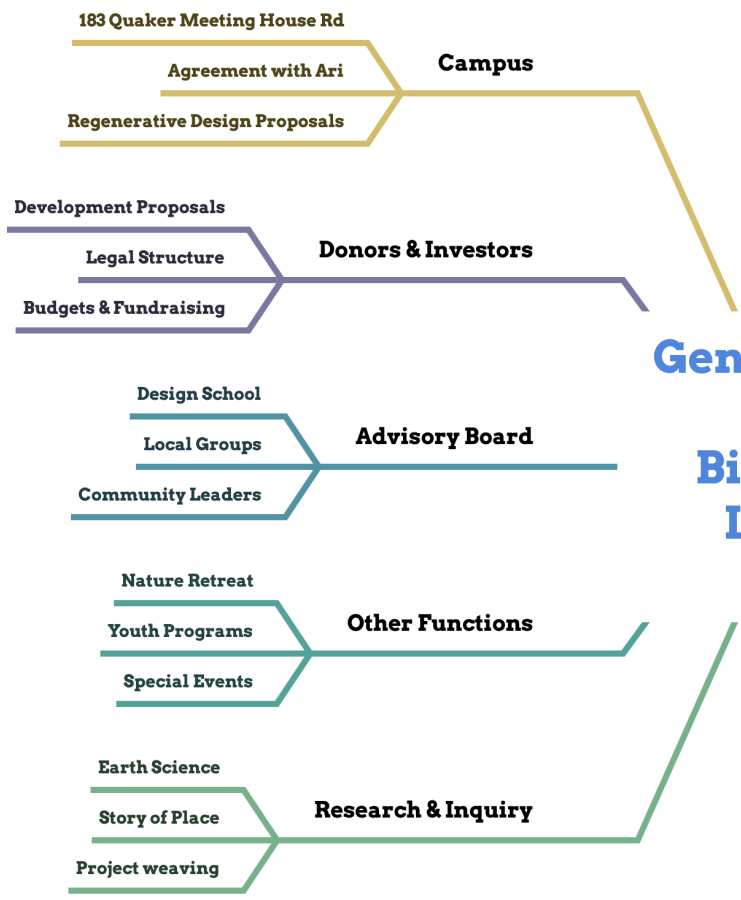 183 Quaker Meeting House Rd
Agreement with Ari
Regenerative Design Proposals
Campus
Development Proposals
Legal Structure
Budgets & Fundraising
Donors & Investors
Gen
Design School
Local Groups
Community Leaders
Advisory Board
Bi
Nature Retreat
Youth Programs
Special Events
Other Functions
Earth Science
Story of Place
Project weaving
Research & Inquiry